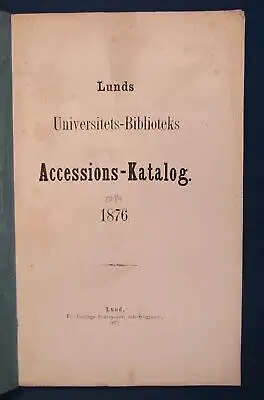 Lunds
Universitets-Biblioteks
Accessions-Katalog.
1876
Lund,
1877.